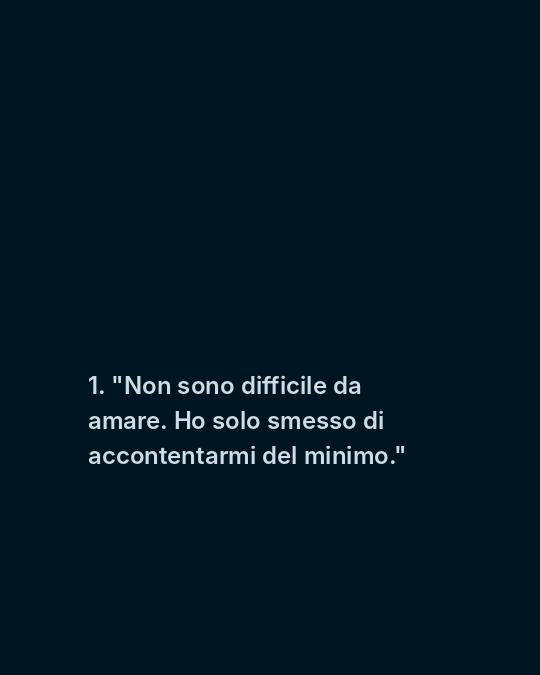 1. "Non sono difficile da
amare. Ho solo smesso di
accontentarmi del minimo."